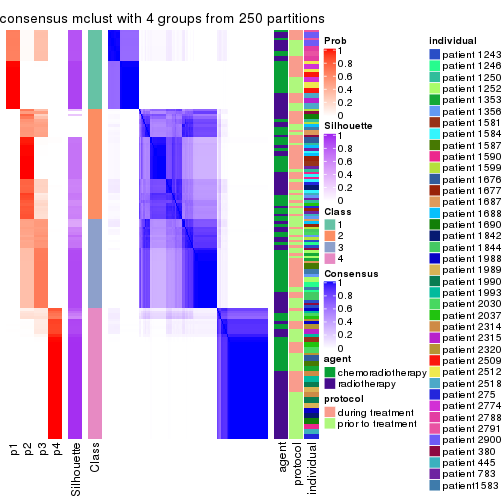 consensus mclust with 4 groups from 250 partitions
Prob
1
0.8
0.6
0.4
0.2
0
Silhouette
1
0.8
0.6
0.4
0.2
0
Class
1
2
3
4
Consensus
1
0.8
0.6
0.4
0.2
0
agent
chemoradiotherapy
radiotherapy
protocol
during treatment
prior to treatment
individual
patient 1243
patient 1246
patient 1250
patient 1252
patient 1353
patient 1356
patient 1581
patient 1584
patient 1587
patient 1590
patient 1599
patient 1676
patient 1677
patient 1687
patient 1688
patient 1690
patient 1842
patient 1844
patient 1988
patient 1989
patient 1990
patient 1993
patient 2030
patient 2037
patient 2314
patient 2315
patient 2320
patient 2509
patient 2512
patient 2518
patient 275
patient 2774
patient 2788
patient 2791
patient 2900
patient 380
patient 445
patient 783
patient1583
p1
p2
p3
p4
Silhouette
Class
agent
protocol
individual